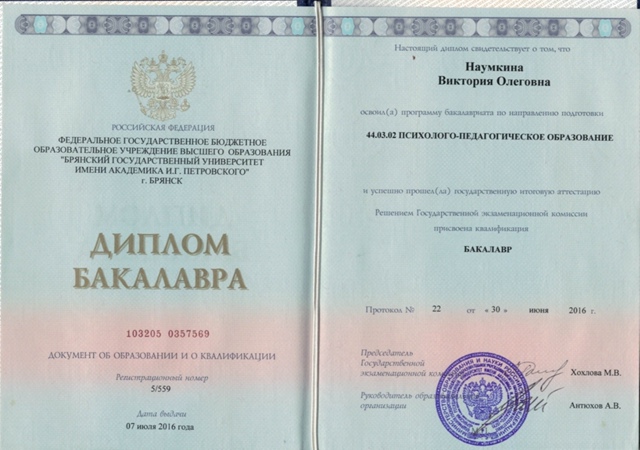 РОССИЙСКАЯ ФЕДЕРАЦИЯ
ФЕДЕРАЛЬНОЕ ГОСУДАРСТВЕННОЕ БЮДЖЕТНОЕ
ОБРАЗОВАТЕЛЬНОЕ УЧРЕЖДЕНИЕ ВЫСШЕГО ОБРАЗОВАНИЯ
"БРЯНСКИЙ ГОСУДАРСТВЕННЫЙ УНИВЕРСИТЕТ
ИМЕНИ АКАДЕМИКА И.Г. ПЕТРОВСКОГО"
г. БРЯНСК
ДИПЛОМ
БАКАЛАВРА
103205 0357569
ДОКУМЕНТ ОБ ОБРАЗОВАНИИ И О КВАЛИФИКАЦИИ
Регистрационный номер
5/559
Дата выдачи
07 июля 2016 года
Настоящий диплом свидетельствует о том, что
Наумкина
Виктория Олеговна
освоил(а) программу бакалавриата по направлению подготовки
44.03.02 ПСИХОЛОГО-ПЕДАГОГИЧЕСКОЕ ОБРАЗОВАНИЕ
и успешно прошел(ла) государственную итоговую аттестацию
Решением Государственной экзаменационной комиссии
присвоена квалификация
БАКАЛАВР
Протокол № 22 от « 30 » июня 2016 г.
Председатель
Государственной
экзаменационной Хохлова М.В.
Руководитель
организации Антюхов А.В.